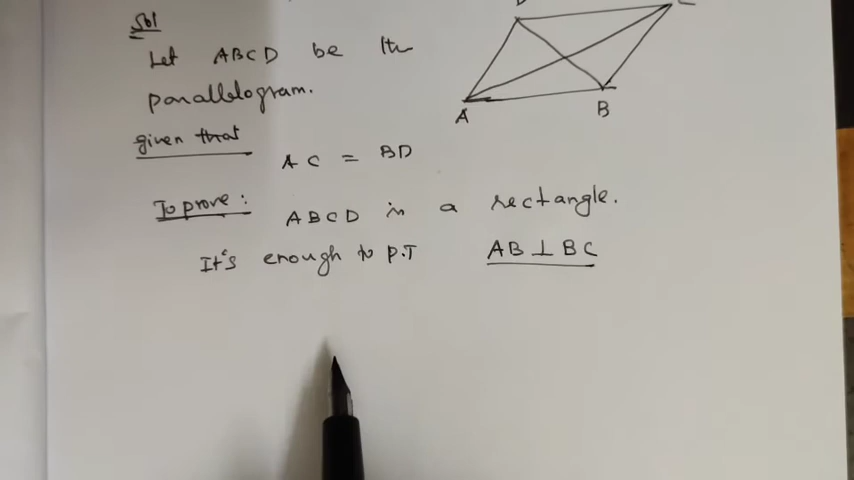 Sol
Let ABCD be the
parallelogram.
given that
AC = BD
To prove:
ABCD is a rectangle.
It's enough to P.T AB ⊥ BC
A
B